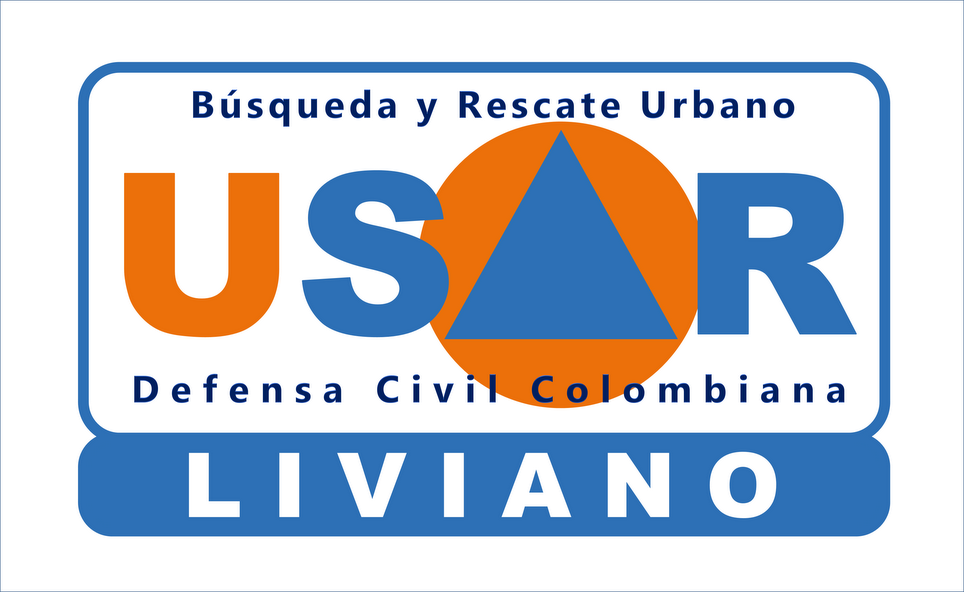 Búsqueda y Rescate Urbano
USAR
Defensa Civil Colombiana
LIVIANO